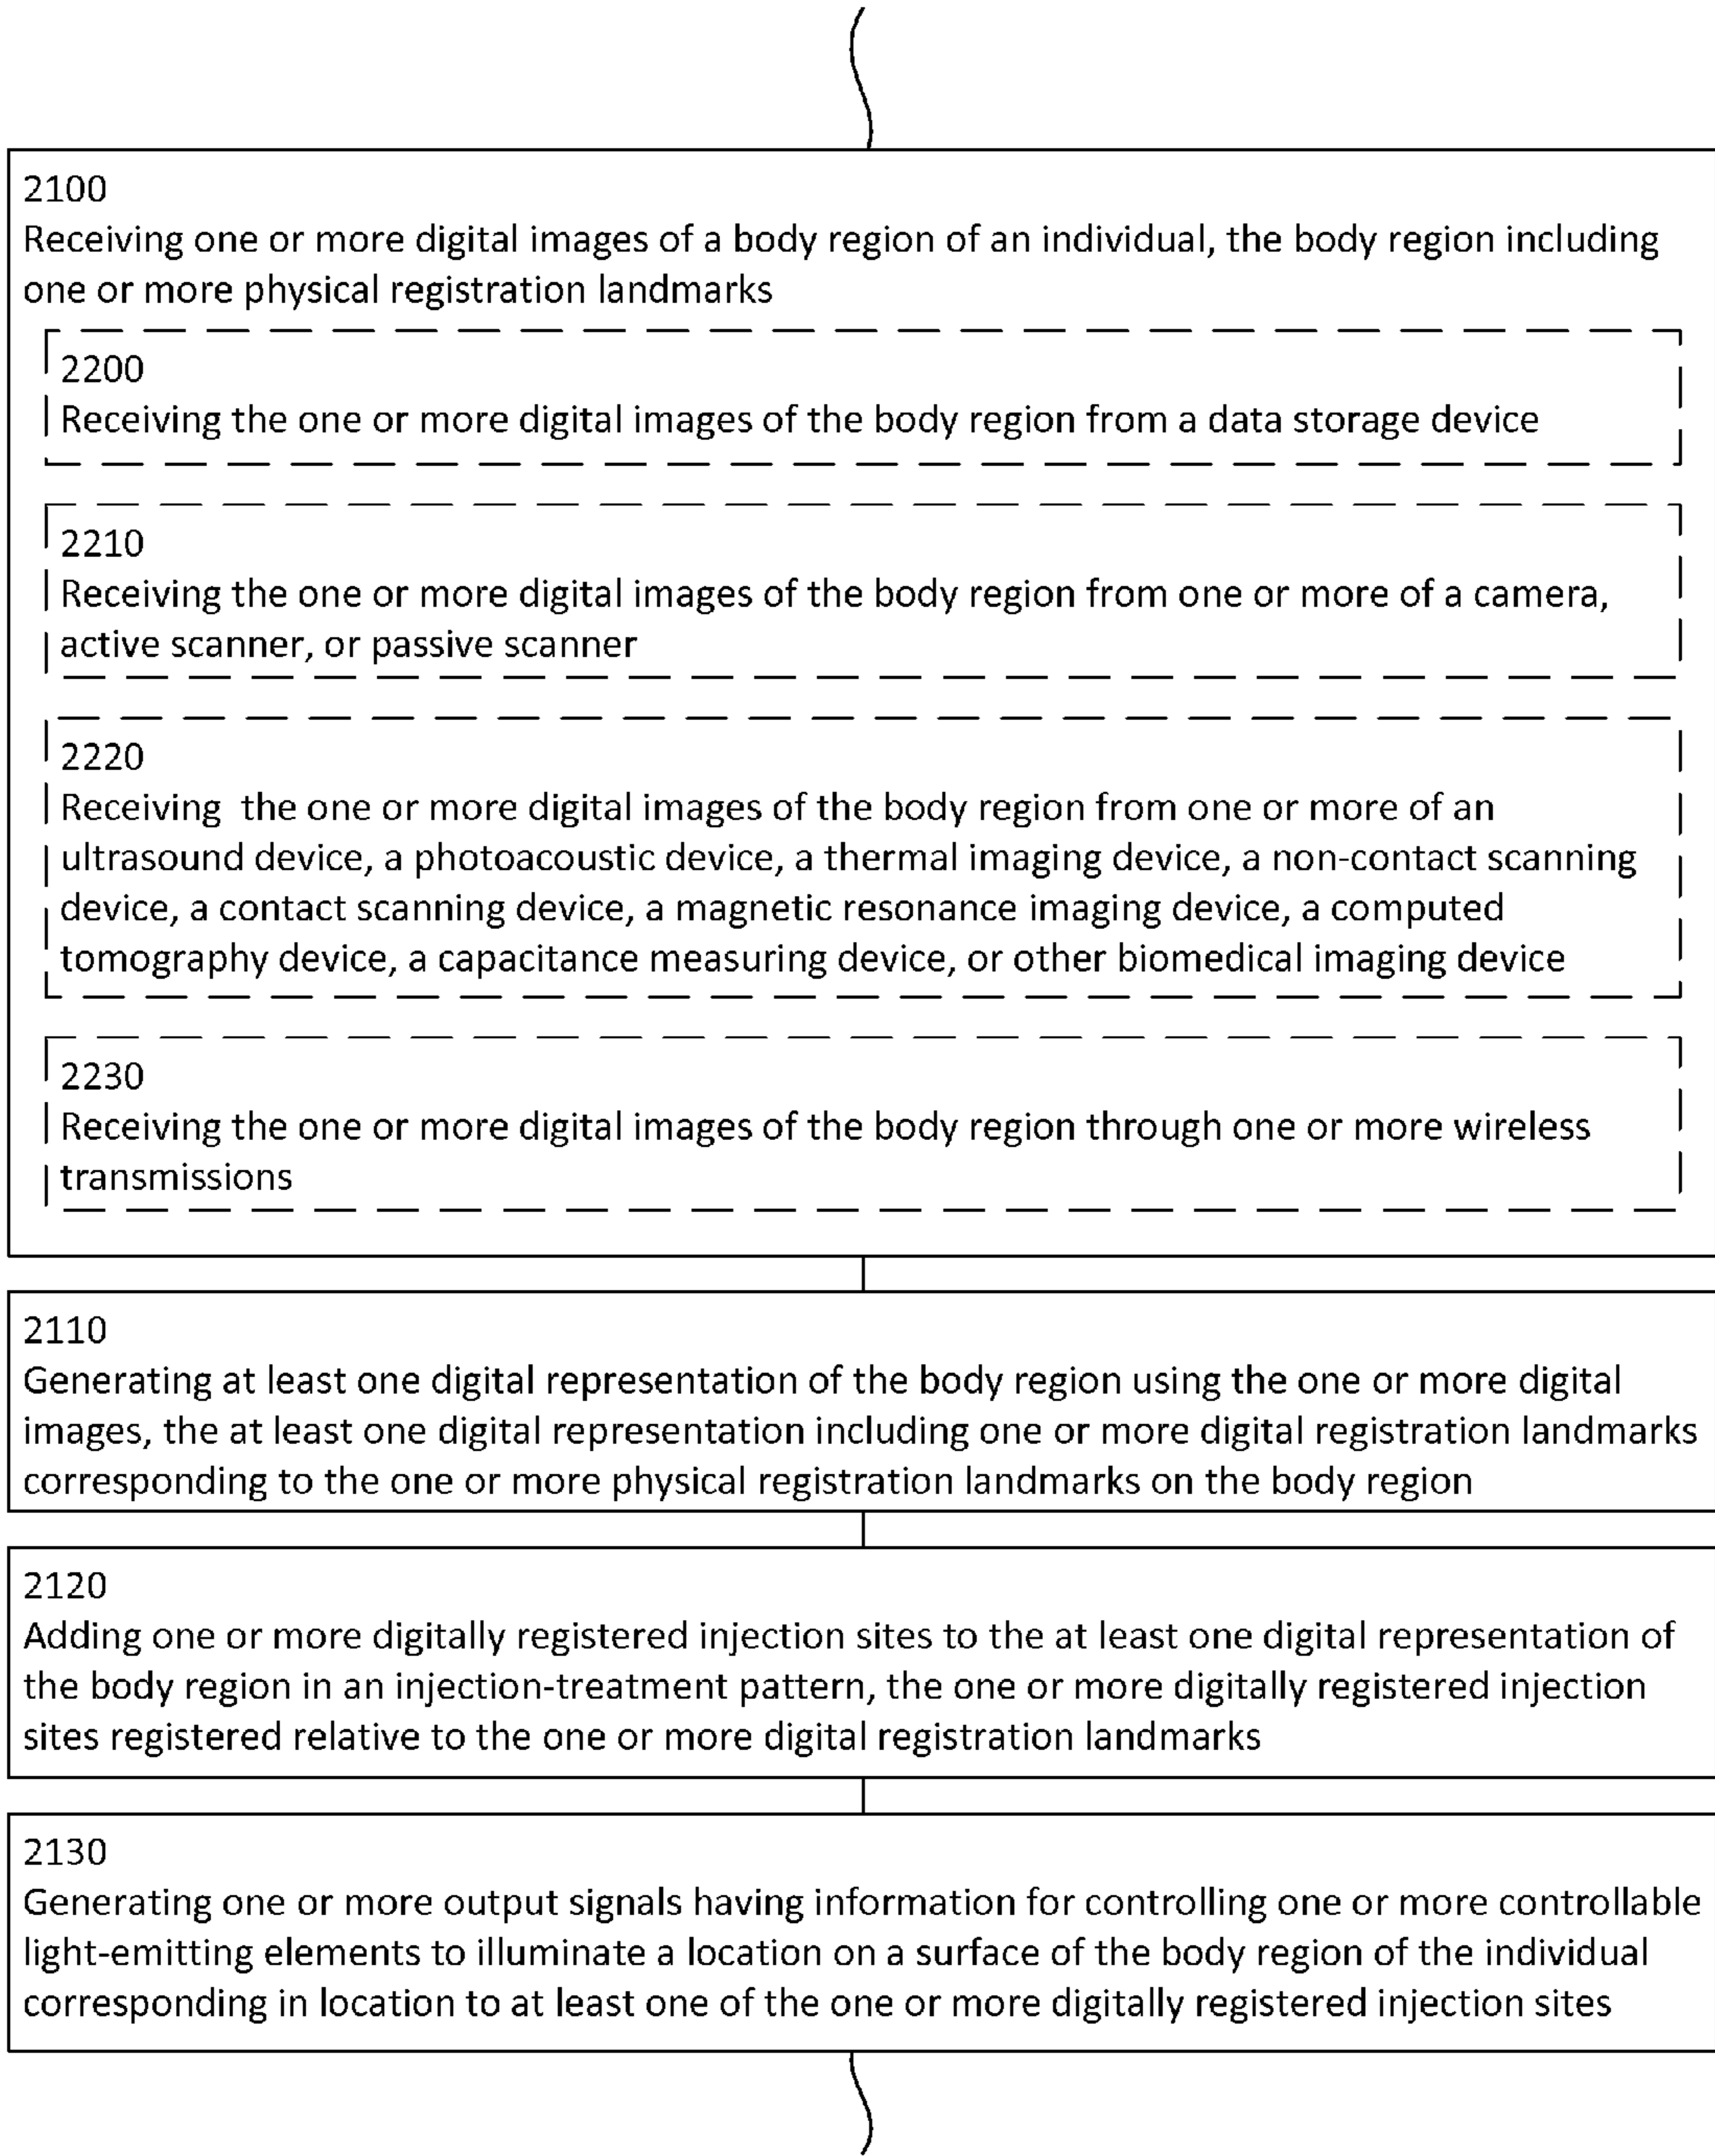 2100
Receiving one or more digital images of a body region of an individual, the body region including
one or more physical registration landmarks
2200
Receiving the one or more digital images of the body region from a data storage device
2210
Receiving the one or more digital images of the body region from one or more of a camera,
active scanner, or passive scanner
2220
Receiving the one or more digital images of the body region from one or more of an
ultrasound device, a photoacoustic device, a thermal imaging device, a non-contact scanning
device, a contact scanning device, a magnetic resonance imaging device, a computed
tomography device, a capacitance measuring device, or other biomedical imaging device
2230
Receiving the one or more digital images of the body region through one or more wireless
transmissions
2110
Generating at least one digital representation of the body region using the one or more digital
images, the at least one digital representation including one or more digital registration landmarks
corresponding to the one or more physical registration landmarks on the body region
2120
Adding one or more digitally registered injection sites to the at least one digital representation of
the body region in an injection-treatment pattern, the one or more digitally registered injection
sites registered relative to the one or more digital registration landmarks
2130
Generating one or more output signals having information for controlling one or more controllable
light-emitting elements to illuminate a location on a surface of the body region of the individual
corresponding in location to at least one of the one or more digitally registered injection sites